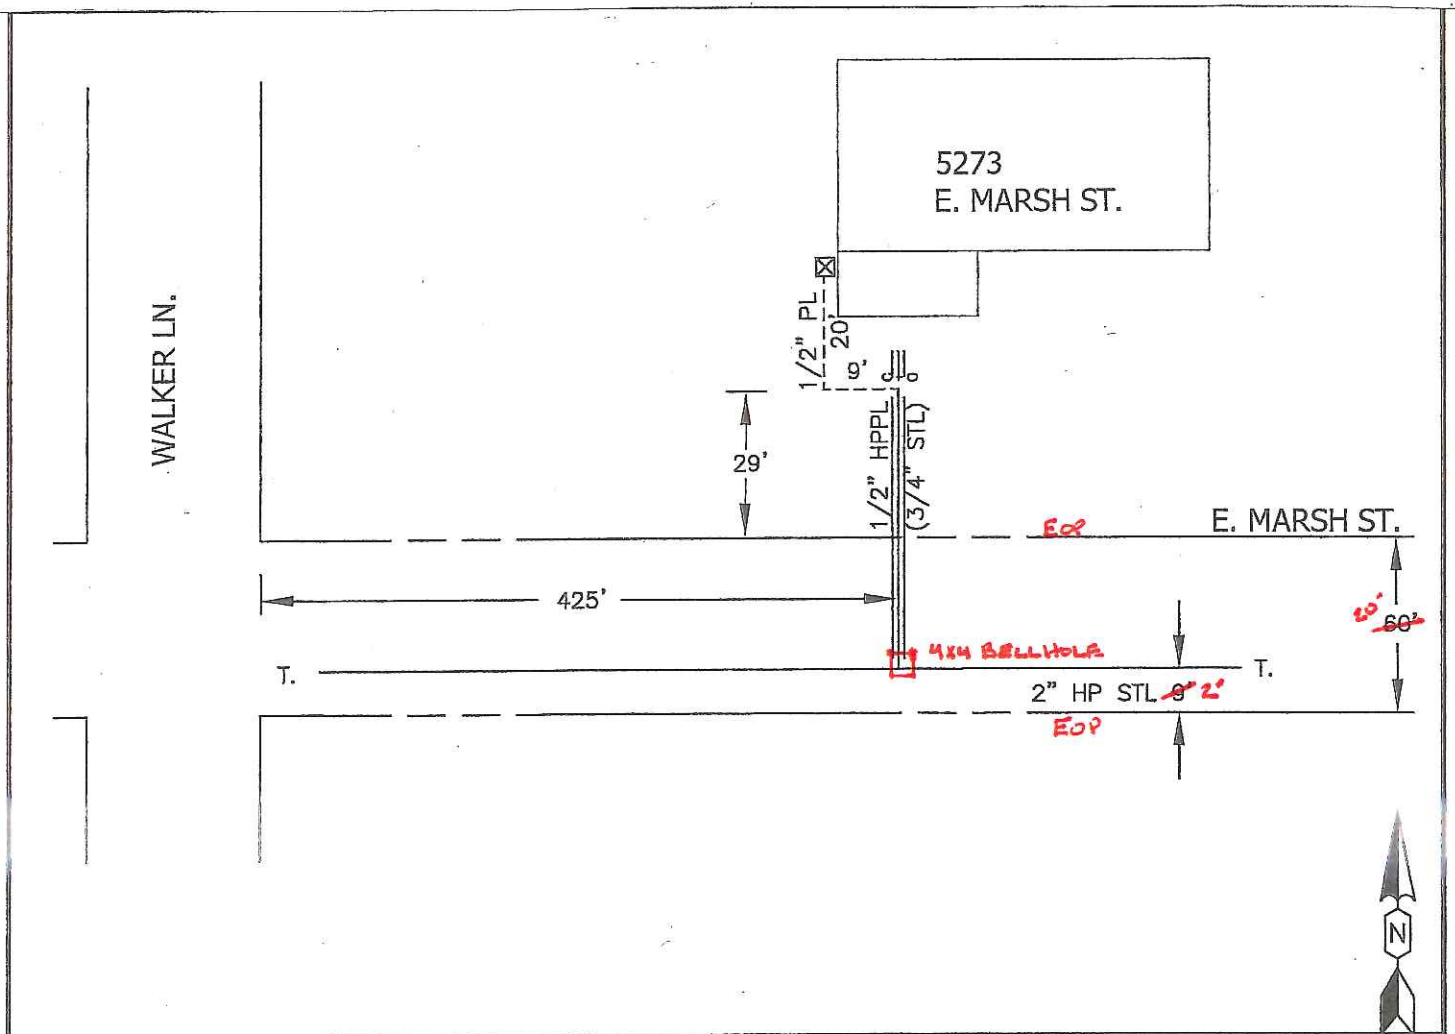 5273
E. MARSH ST.
WALKER LN.
1/2" PL
20'
9'
29'
1/2" HPPL
(3/4" STL)
EOP
E. MARSH ST.
425'
20'
60'
4x4 BELLHOLE
T.
T.
2" HP STL 9' 2'
EOP
N